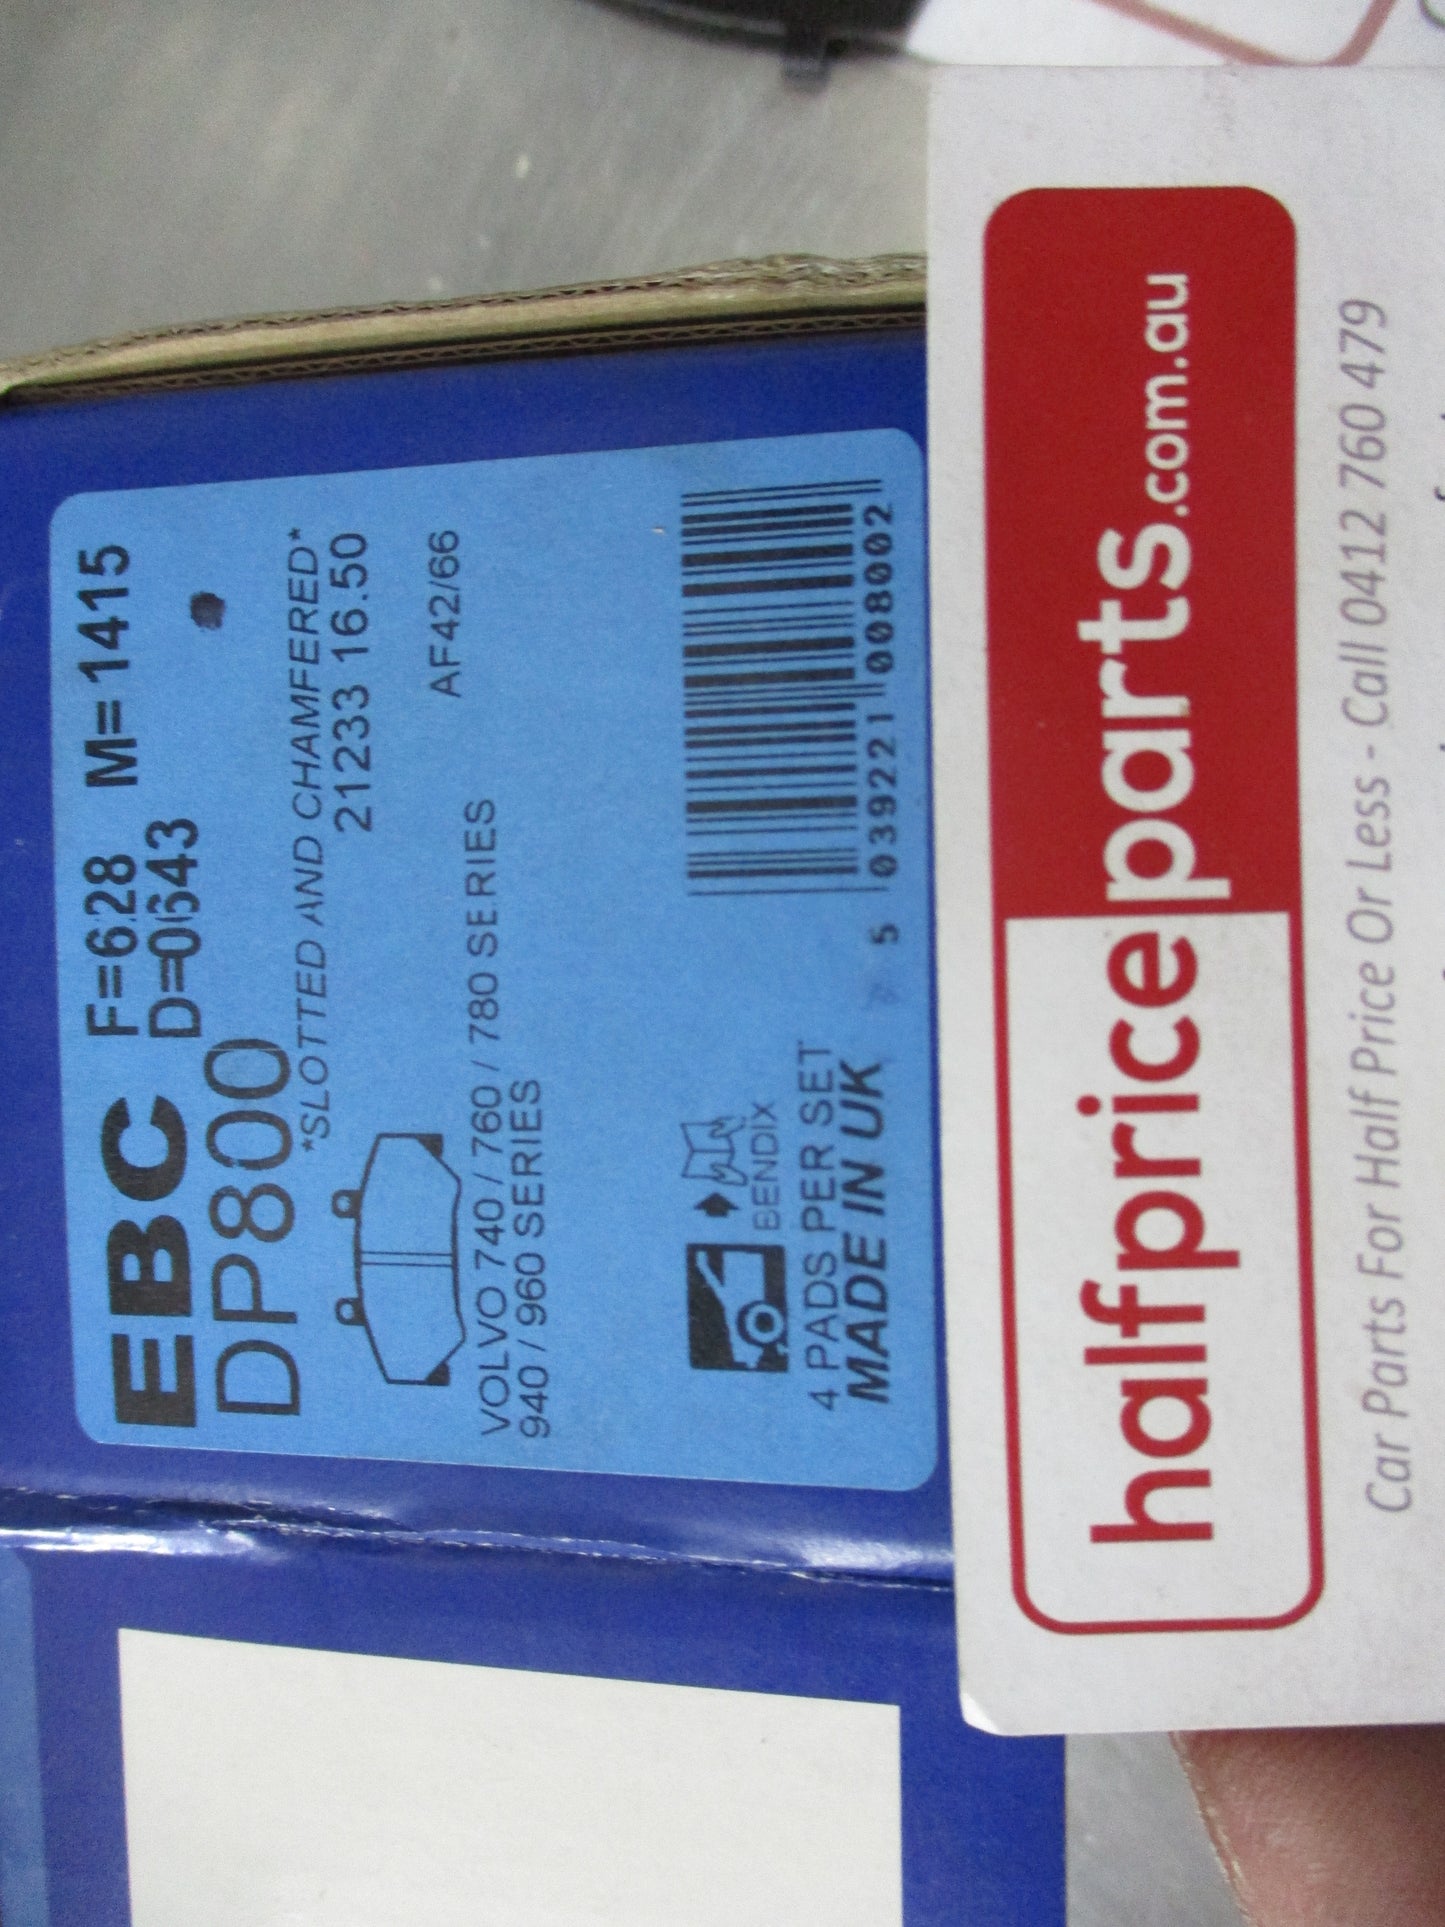 EBC F=628 M=1415
D=0643
DP800
*SLOTTED AND CHAMFERED*
21233 16.50
AF42/66
VOLVO 740 / 760 / 780 SERIES
940 / 960 SERIES
BENDIX
4 PADS PER SET
MADE IN UK
5 039221 008002
halfpriceparts.com.au
Car Parts For Half Price Or Less - Call 0412 760 479